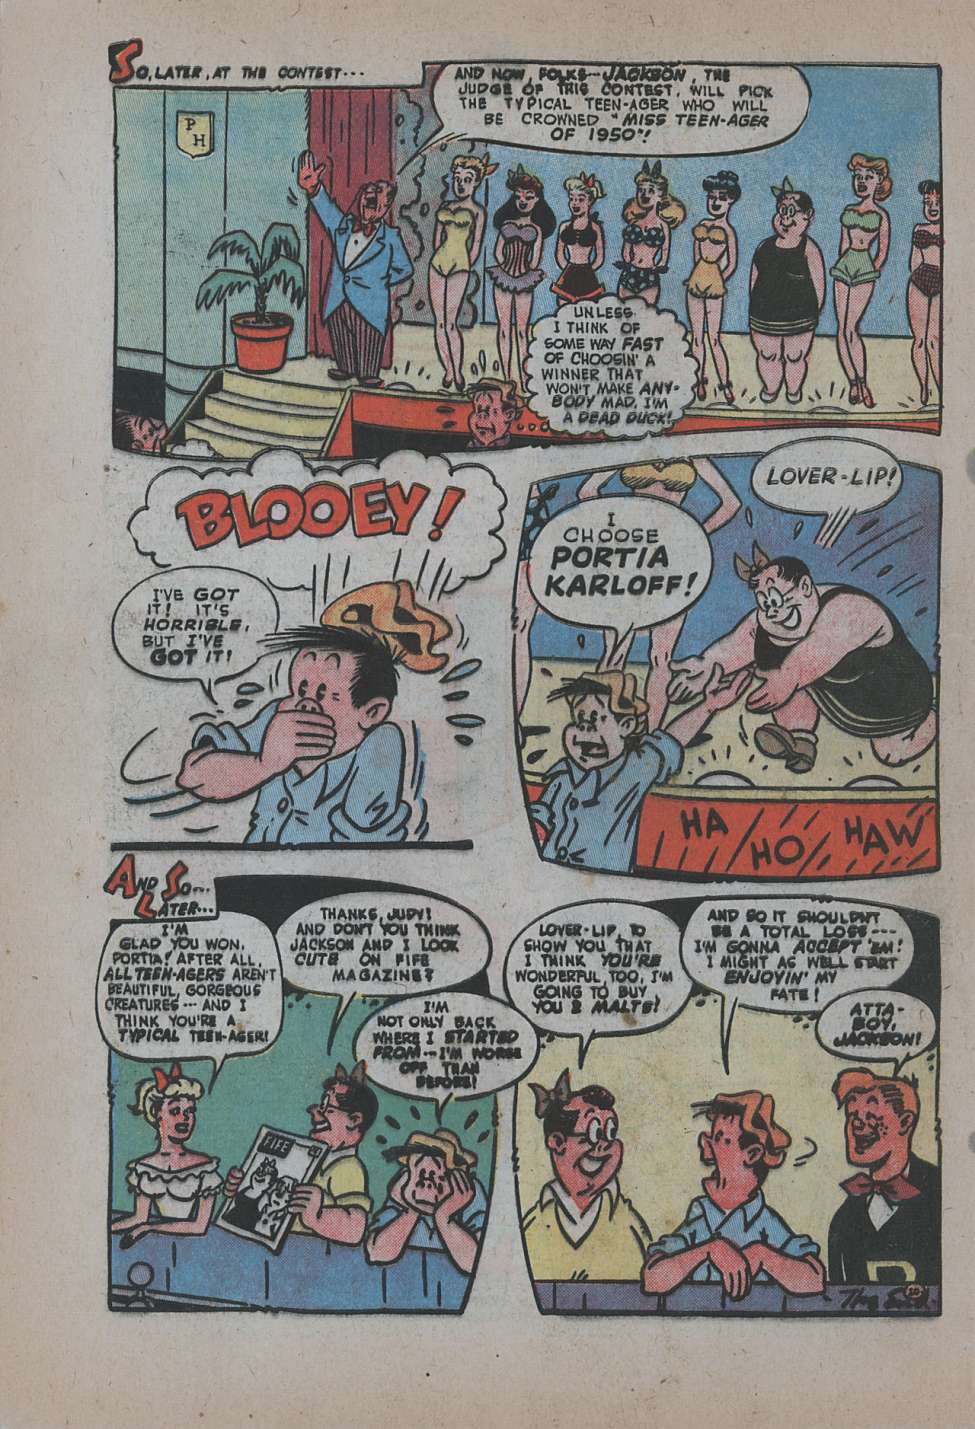 SO, LATER, AT THE CONTEST...
AND NOW, FOLKS--JACKSON, THE
JUDGE OF THIS CONTEST, WILL PICK
THE TYPICAL TEEN-AGER WHO WILL
BE CROWNED "MISS TEEN-AGER
OF 1950"!
P
H
UNLESS
I THINK OF
SOME WAY FAST
OF CHOOSIN' A
WINNER THAT
WON'T MAKE ANY-
BODY MAD, I'M
A DEAD DUCK!
BLOOEY!
I'VE GOT
IT! IT'S
HORRIBLE,
BUT I'VE
GOT IT!
I
CHOOSE
PORTIA
KARLOFF!
LOVER-LIP!
HA
HO
HAW
AND SO...
LATER...
I'M
GLAD YOU WON,
PORTIA! AFTER ALL,
ALL TEEN-AGERS AREN'T
BEAUTIFUL, GORGEOUS
CREATURES--- AND I
THINK YOU'RE A
TYPICAL TEEN-AGER!
THANKS, JUDY!
AND DON'T YOU THINK
JACKSON AND I LOOK
CUTE ON FIFE
MAGAZINE?
I'M
NOT ONLY BACK
WHERE I STARTED
FROM--- I'M WORSE
OFF THAN
BEFORE!
FIFE
LOVER-LIP, TO
SHOW YOU THAT
I THINK YOU'RE
WONDERFUL, TOO, I'M
GOING TO BUY
YOU 2 MALTS!
AND SO IT SHOULDN'T
BE A TOTAL LOSS----
I'M GONNA ACCEPT 'EM!
I MIGHT AS WELL START
ENJOYIN' MY
FATE!
ATTA-
BOY,
JACKSON!